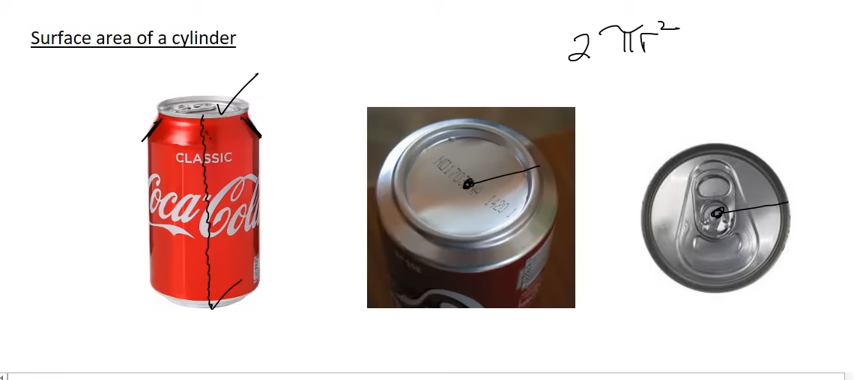 Surface area of a cylinder
2πr²
CLASSIC
Coca-Cola